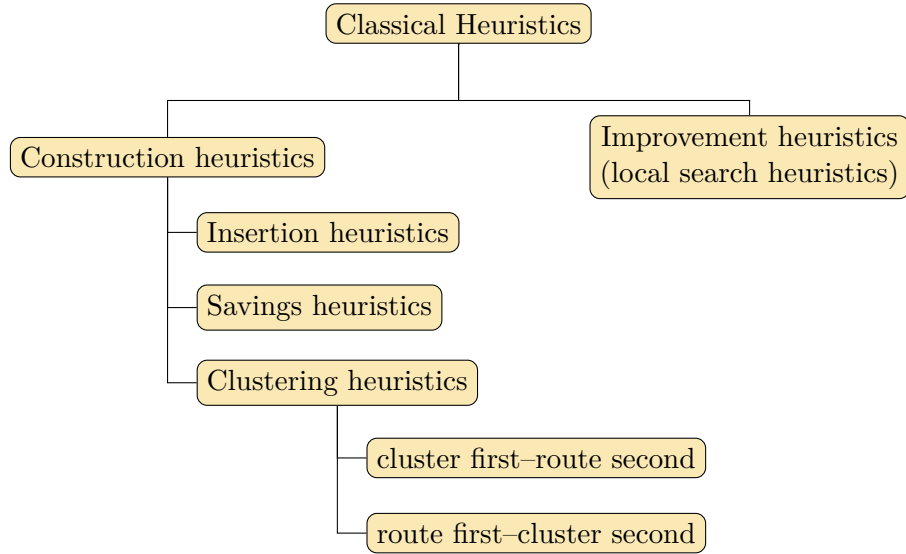 Classical Heuristics
Construction heuristics
Improvement heuristics
(local search heuristics)
Insertion heuristics
Savings heuristics
Clustering heuristics
cluster first–route second
route first–cluster second